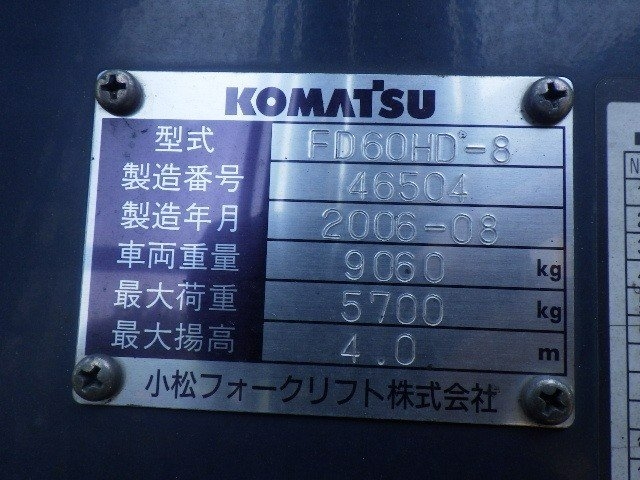 KOMATSU
型式 FD60HD-8
製造番号 46504
製造年月 2006-08
車両重量 9060 kg
最大荷重 5700 kg
最大揚高 4.0 m
小松フォークリフト株式会社
N